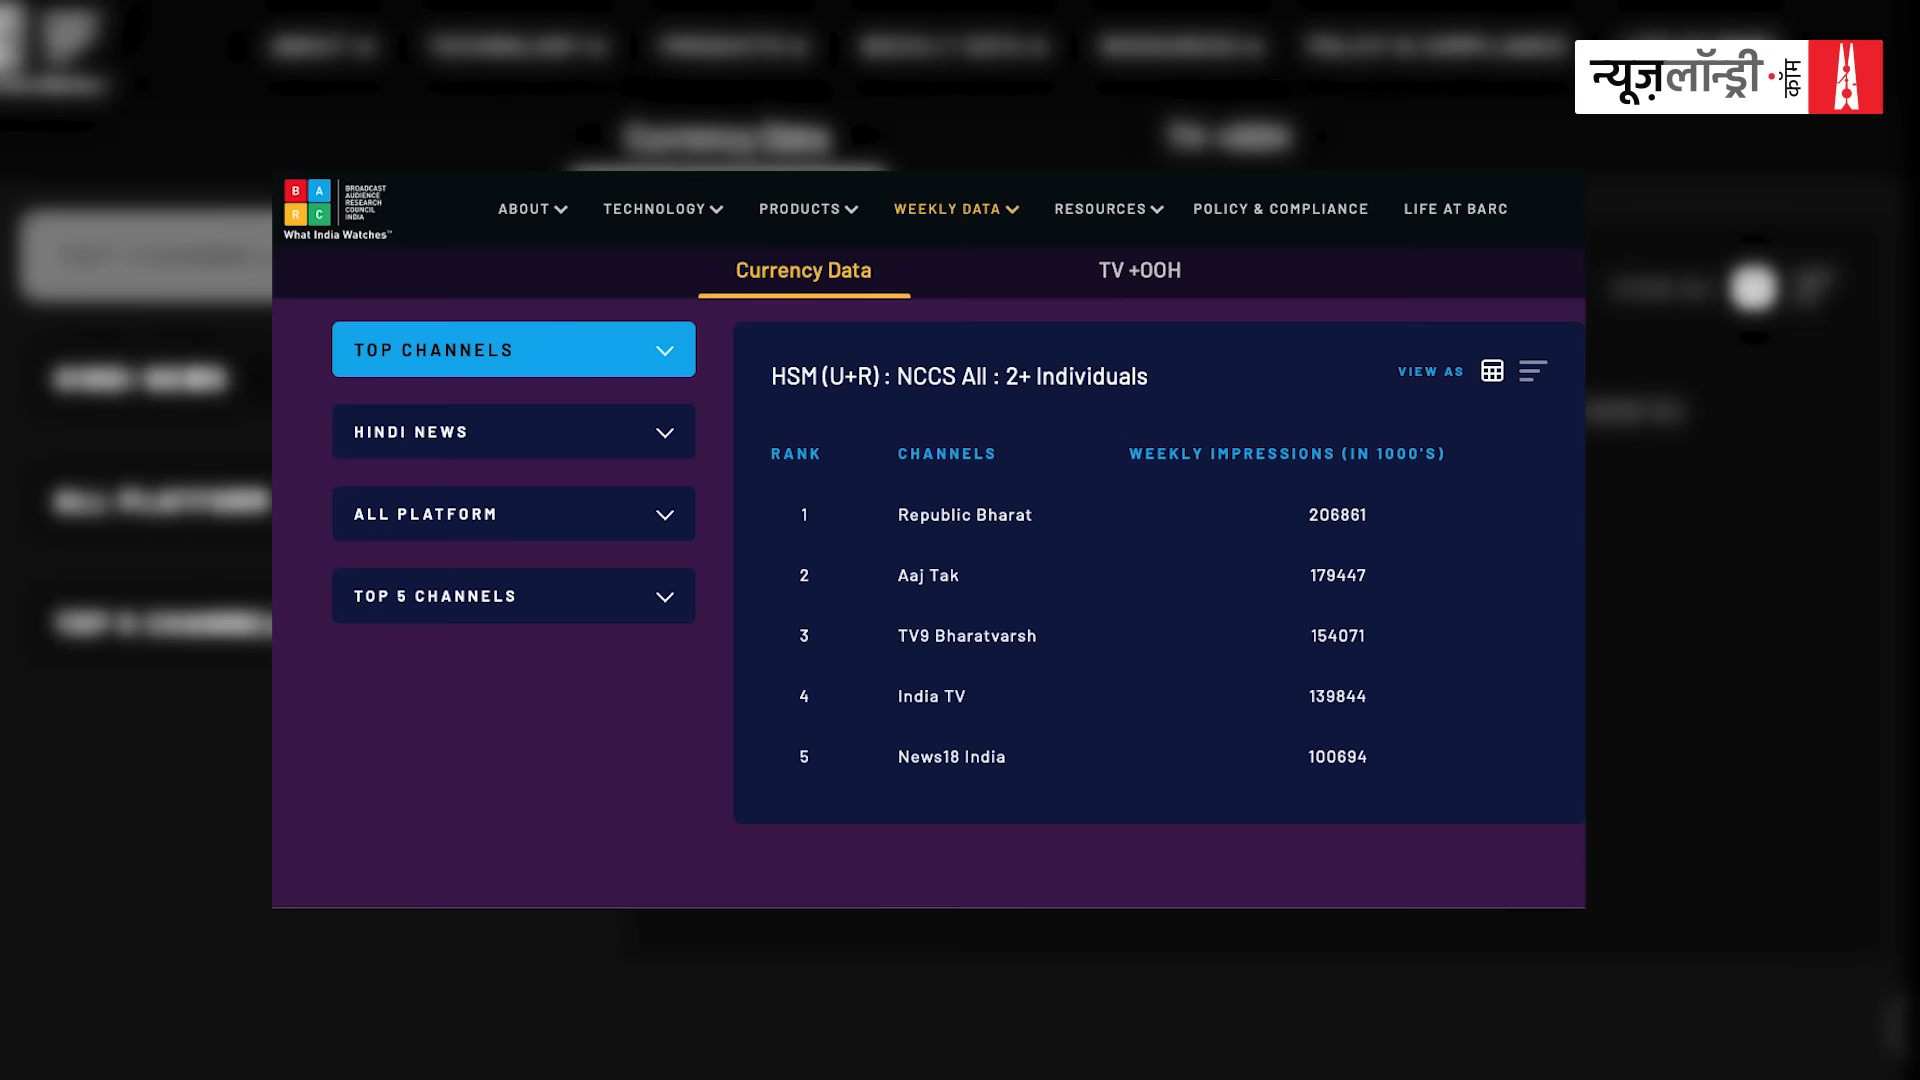 न्यूज़लॉन्ड्री.कॉम
ABOUT TECHNOLOGY PRODUCTS WEEKLY DATA RESOURCES POLICY & COMPLIANCE LIFE AT BARC
B A R C
BROADCAST
AUDIENCE
RESEARCH
COUNCIL
INDIA
What India Watches™
Currency Data TV +OOH
TOP CHANNELS
HINDI NEWS
ALL PLATFORM
TOP 5 CHANNELS
HSM (U+R) : NCCS All : 2+ Individuals
VIEW AS
RANK CHANNELS WEEKLY IMPRESSIONS (IN 1000'S)
1 Republic Bharat 206861
2 Aaj Tak 179447
3 TV9 Bharatvarsh 154071
4 India TV 139844
5 News18 India 100694